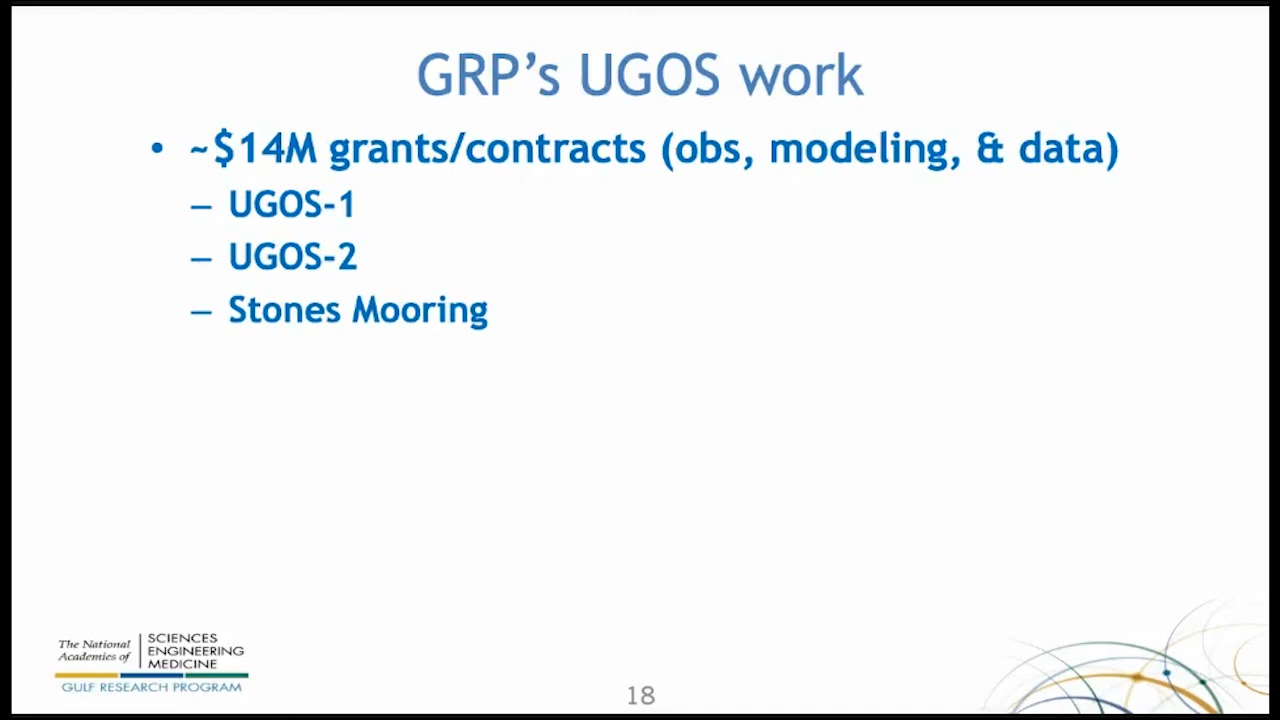 GRP's UGOS work
• ~$14M grants/contracts (obs, modeling, & data)
– UGOS-1
– UGOS-2
– Stones Mooring
The National Academies of
SCIENCES
ENGINEERING
MEDICINE
GULF RESEARCH PROGRAM
18